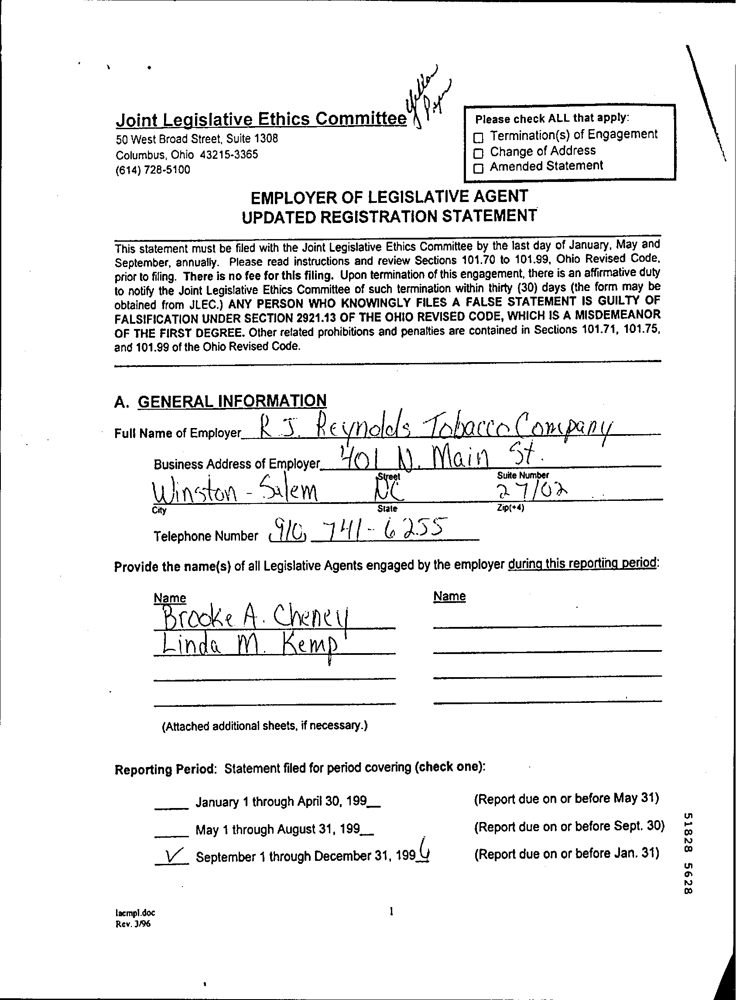 Yellow
Paper
Joint Legislative Ethics Committee
50 West Broad Street, Suite 1308
Columbus, Ohio 43215-3365
(614) 728-5100
Please check ALL that apply:
☐ Termination(s) of Engagement
☐ Change of Address
☐ Amended Statement
EMPLOYER OF LEGISLATIVE AGENT
UPDATED REGISTRATION STATEMENT
This statement must be filed with the Joint Legislative Ethics Committee by the last day of January, May and
September, annually. Please read instructions and review Sections 101.70 to 101.99, Ohio Revised Code,
prior to filing. There is no fee for this filing. Upon termination of this engagement, there is an affirmative duty
to notify the Joint Legislative Ethics Committee of such termination within thirty (30) days (the form may be
obtained from JLEC.) ANY PERSON WHO KNOWINGLY FILES A FALSE STATEMENT IS GUILTY OF
FALSIFICATION UNDER SECTION 2921.13 OF THE OHIO REVISED CODE, WHICH IS A MISDEMEANOR
OF THE FIRST DEGREE. Other related prohibitions and penalties are contained in Sections 101.71, 101.75,
and 101.99 of the Ohio Revised Code.
A. GENERAL INFORMATION
Full Name of Employer R.J. Reynolds Tobacco Company
Business Address of Employer 401 N. Main St.
Street Suite Number
Winston-Salem NC 27102
City State Zip(+4)
Telephone Number (910) 741-6255
Provide the name(s) of all Legislative Agents engaged by the employer during this reporting period:
Name Name
Brooke A. Cheney
Linda M. Kemp
(Attached additional sheets, if necessary.)
Reporting Period: Statement filed for period covering (check one):
____ January 1 through April 30, 199__ (Report due on or before May 31)
____ May 1 through August 31, 199__ (Report due on or before Sept. 30)
✓ September 1 through December 31, 1996 (Report due on or before Jan. 31)
51828 5628
lacmpl.doc
Rev. 3/96
1